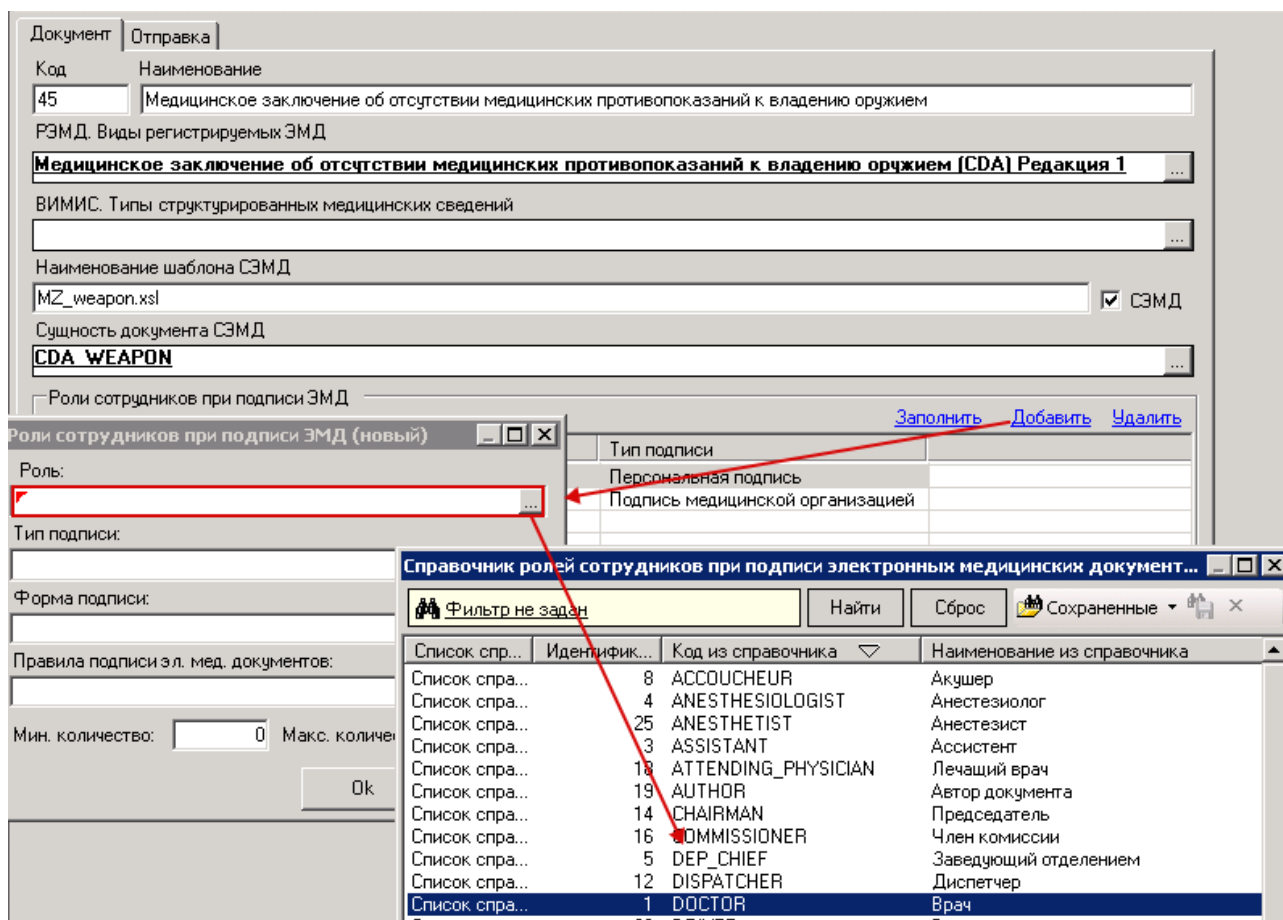 Документ Отправка
Код Наименование
45 Медицинское заключение об отсутствии медицинских противопоказаний к владению оружием
РЭМД. Виды регистрируемых ЭМД
Медицинское заключение об отсутствии медицинских противопоказаний к владению оружием (CDA) Редакция 1 ...
ВИМИС. Типы структурированных медицинских сведений
...
Наименование шаблона СЭМД
MZ_weapon.xsl СЭМД
Сущность документа СЭМД
CDA_WEAPON ...
Роли сотрудников при подписи ЭМД
Заполнить Добавить Удалить
Роли сотрудников при подписи ЭМД (новый)
Тип подписи
Роль:
Персональная подпись
...
Подпись медицинской организацией
Тип подписи:
Справочник ролей сотрудников при подписи электронных медицинских документ...
Форма подписи:
Фильтр не задан Найти Сброс Сохраненные
Правила подписи эл. мед. документов:
Мин. количество: 0 Макс. количе
Ok
Список спр... Идентифик... Код из справочника Наименование из справочника
Список спра... 8 ACCOUCHEUR Акушер
Список спра... 4 ANESTHESIOLOGIST Анестезиолог
Список спра... 25 ANESTHETIST Анестезист
Список спра... 3 ASSISTANT Ассистент
Список спра... 18 ATTENDING_PHYSICIAN Лечащий врач
Список спра... 19 AUTHOR Автор документа
Список спра... 14 CHAIRMAN Председатель
Список спра... 16 COMMISSIONER Член комиссии
Список спра... 5 DEP_CHIEF Заведующий отделением
Список спра... 12 DISPATCHER Диспетчер
Список спра... 1 DOCTOR Врач